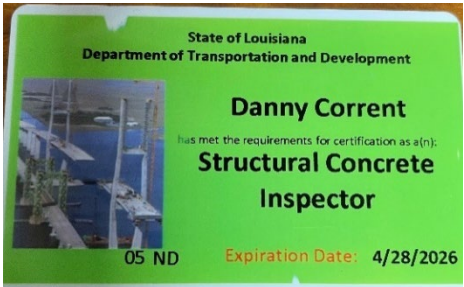 State of Louisiana
Department of Transportation and Development
Danny Corrent
has met the requirements for certification as a(n):
Structural Concrete
Inspector
05 ND
Expiration Date: 4/28/2026